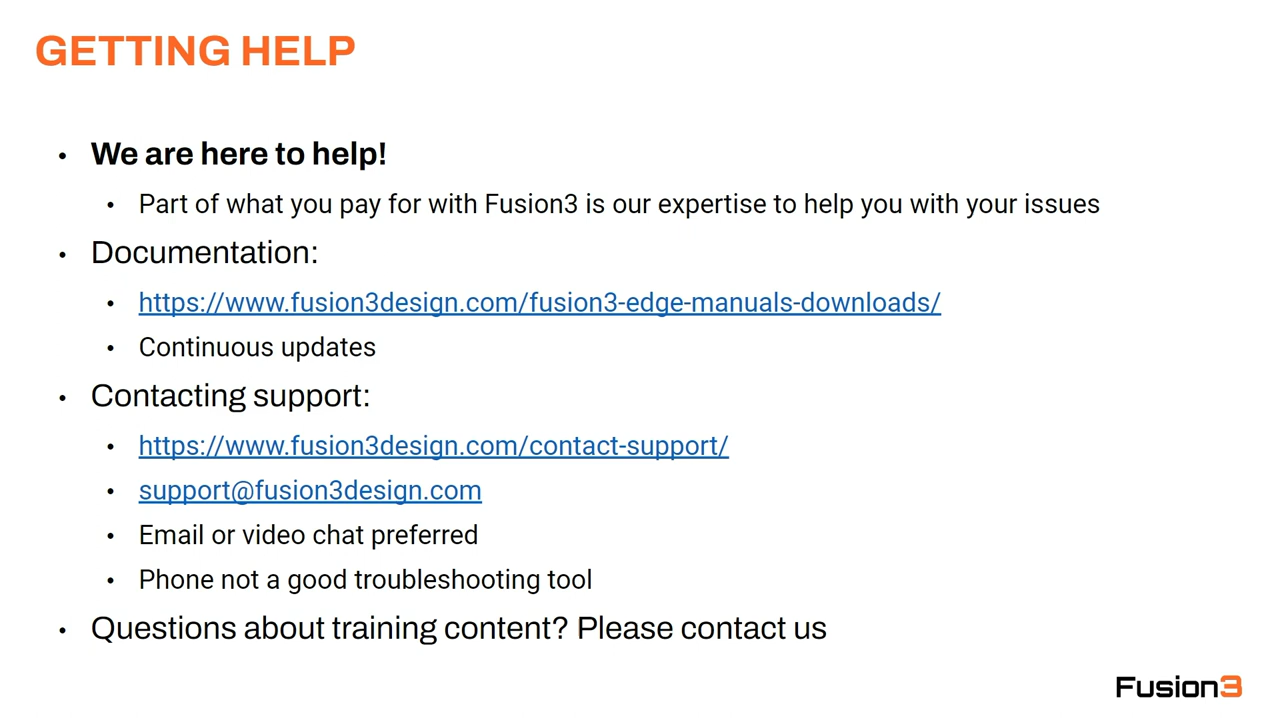 GETTING HELP
• We are here to help!
• Part of what you pay for with Fusion3 is our expertise to help you with your issues
• Documentation:
• https://www.fusion3design.com/fusion3-edge-manuals-downloads/
• Continuous updates
• Contacting support:
• https://www.fusion3design.com/contact-support/
• support@fusion3design.com
• Email or video chat preferred
• Phone not a good troubleshooting tool
• Questions about training content? Please contact us
Fusion3